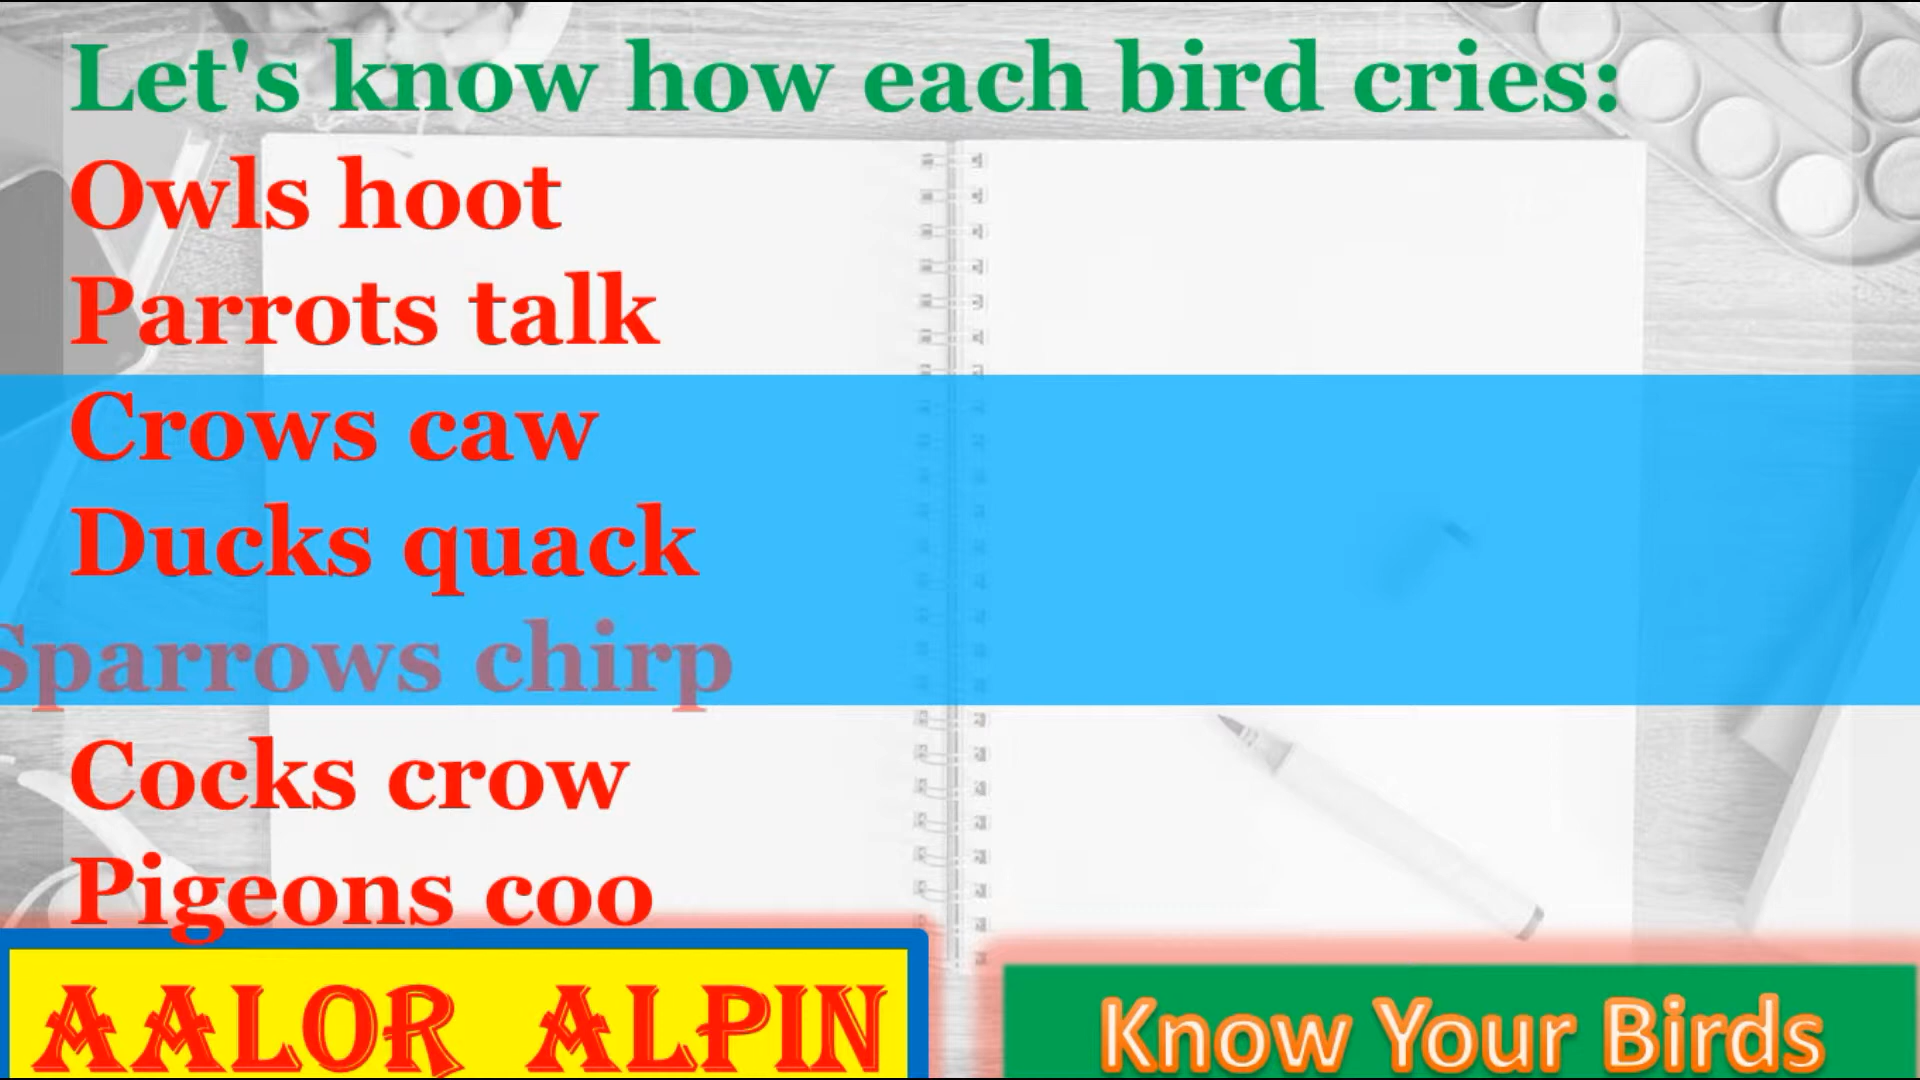 Let's know how each bird cries:
Owls hoot
Parrots talk
Crows caw
Ducks quack
Sparrows chirp
Cocks crow
Pigeons coo
AALOR ALPIN
Know Your Birds